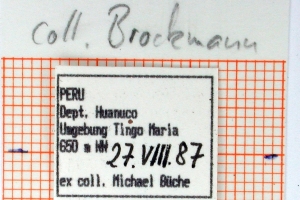 coll. Brockmann
PERU
Dept. Huanuco
Umgebung Tingo Maria
650 m NN 27.VIII.87
ex coll. Michael Büche